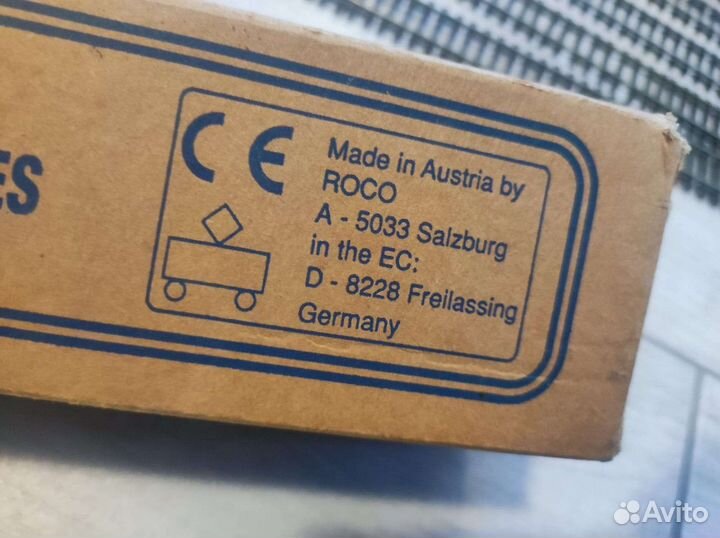 ES
CE
Made in Austria by
ROCO
A - 5033 Salzburg
in the EC:
D - 8228 Freilassing
Germany
Avito